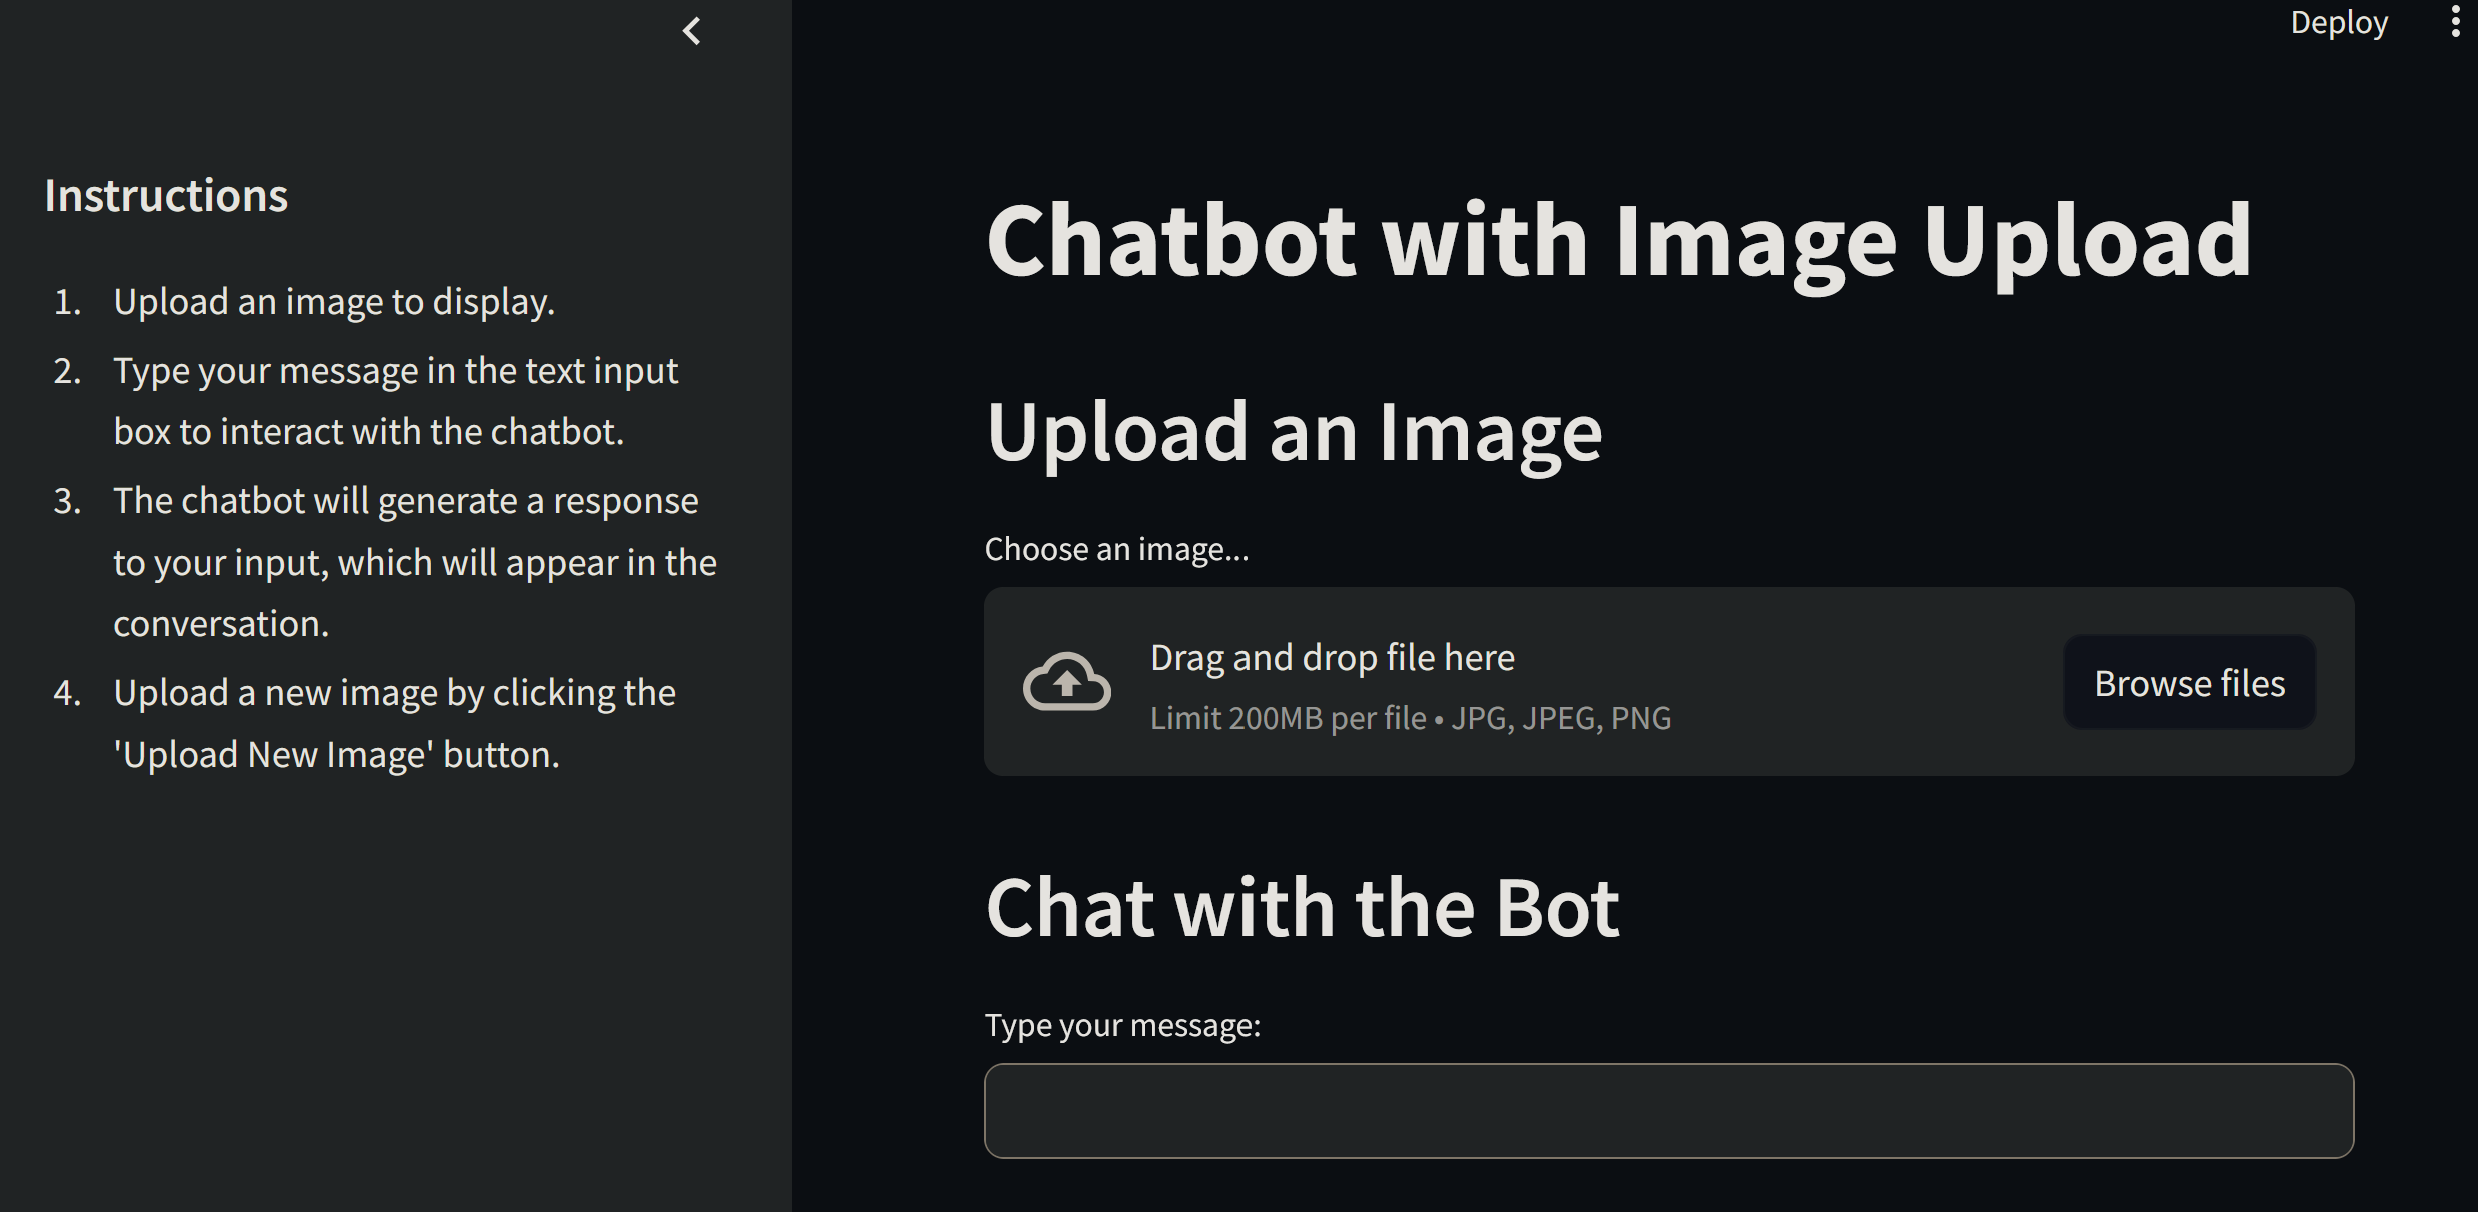 Deploy
Instructions
1. Upload an image to display.
2. Type your message in the text input
box to interact with the chatbot.
3. The chatbot will generate a response
to your input, which will appear in the
conversation.
4. Upload a new image by clicking the
'Upload New Image' button.
Chatbot with Image Upload
Upload an Image
Choose an image...
Drag and drop file here
Limit 200MB per file • JPG, JPEG, PNG
Browse files
Chat with the Bot
Type your message: